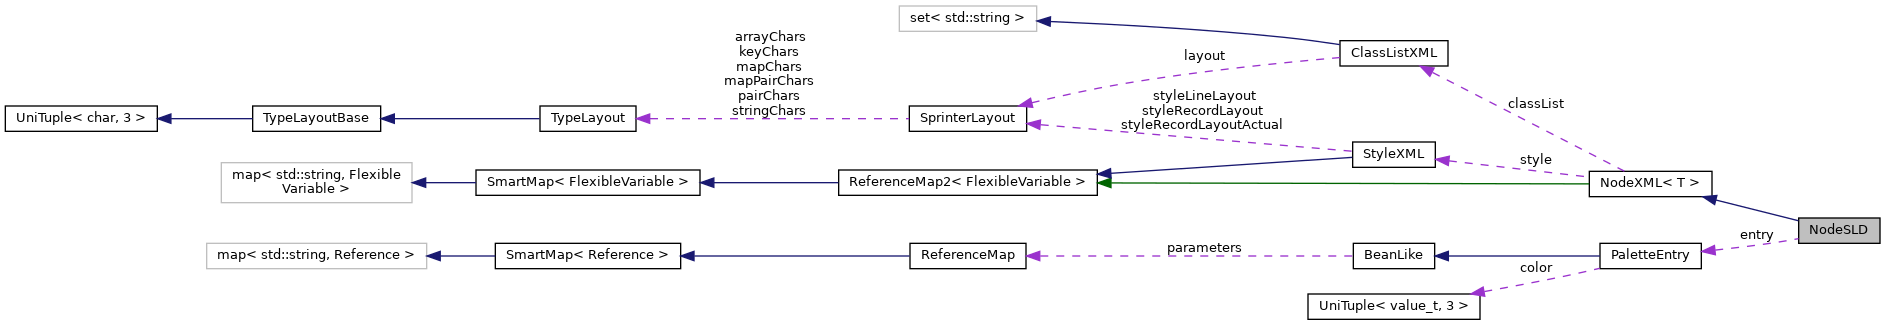 set< std::string >
arrayChars
keyChars
mapChars
mapPairChars
pairChars
stringChars
layout
ClassListXML
classList
UniTuple< char, 3 >
TypeLayoutBase
TypeLayout
SprinterLayout
styleLineLayout
styleRecordLayout
styleRecordLayoutActual
StyleXML
style
map< std::string, Flexible
Variable >
SmartMap< FlexibleVariable >
ReferenceMap2< FlexibleVariable >
NodeXML< T >
NodeSLD
entry
map< std::string, Reference >
SmartMap< Reference >
ReferenceMap
parameters
BeanLike
PaletteEntry
color
UniTuple< value_t, 3 >